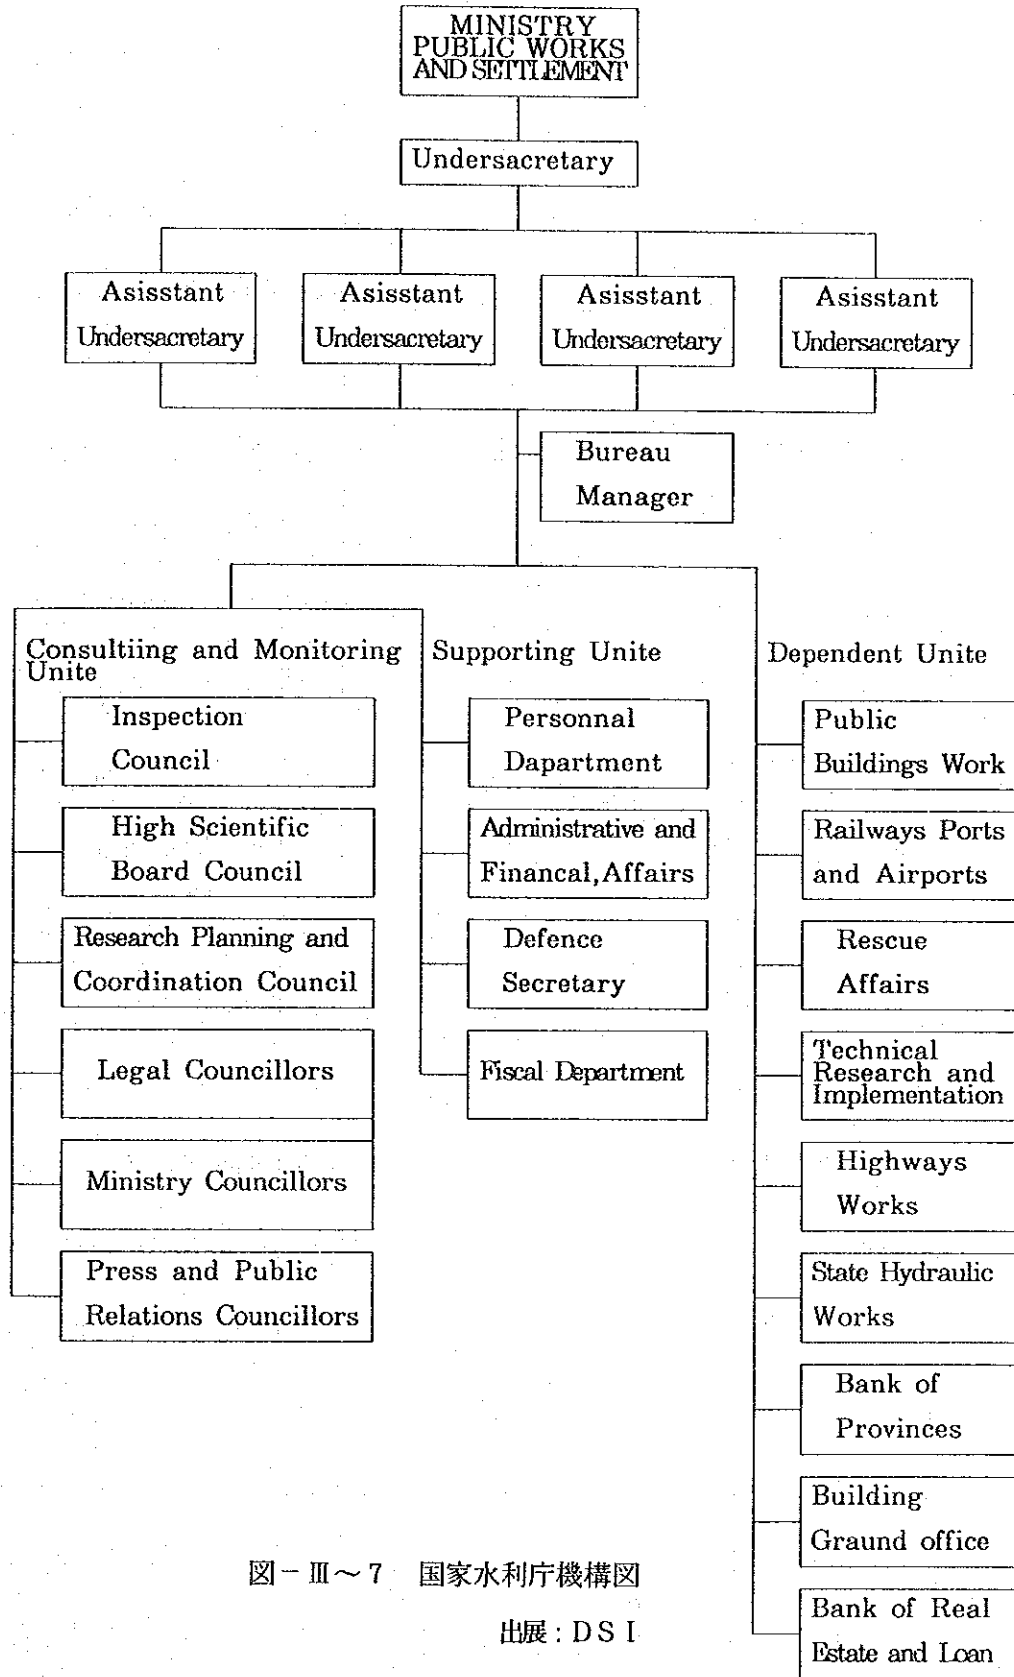 MINISTRY
PUBLIC WORKS
AND SETTLEMENT
Undersacretary
Asisstant
Undersacretary
Asisstant
Undersacretary
Asisstant
Undersacretary
Asisstant
Undersacretary
Bureau
Manager
Consultiing and Monitoring
Unite
Inspection
Council
High Scientific
Board Council
Research Planning and
Coordination Council
Legal Councillors
Ministry Councillors
Press and Public
Relations Councillors
Supporting Unite
Personnal
Dapartment
Administrative and
Financal, Affairs
Defence
Secretary
Fiscal Department
Dependent Unite
Public
Buildings Work
Railways Ports
and Airports
Rescue
Affairs
Technical
Research and
Implementation
Highways
Works
State Hydraulic
Works
Bank of
Provinces
Building
Graund office
Bank of Real
Estate and Loan
図－Ⅲ～7 国家水利庁機構図
出展：DSI